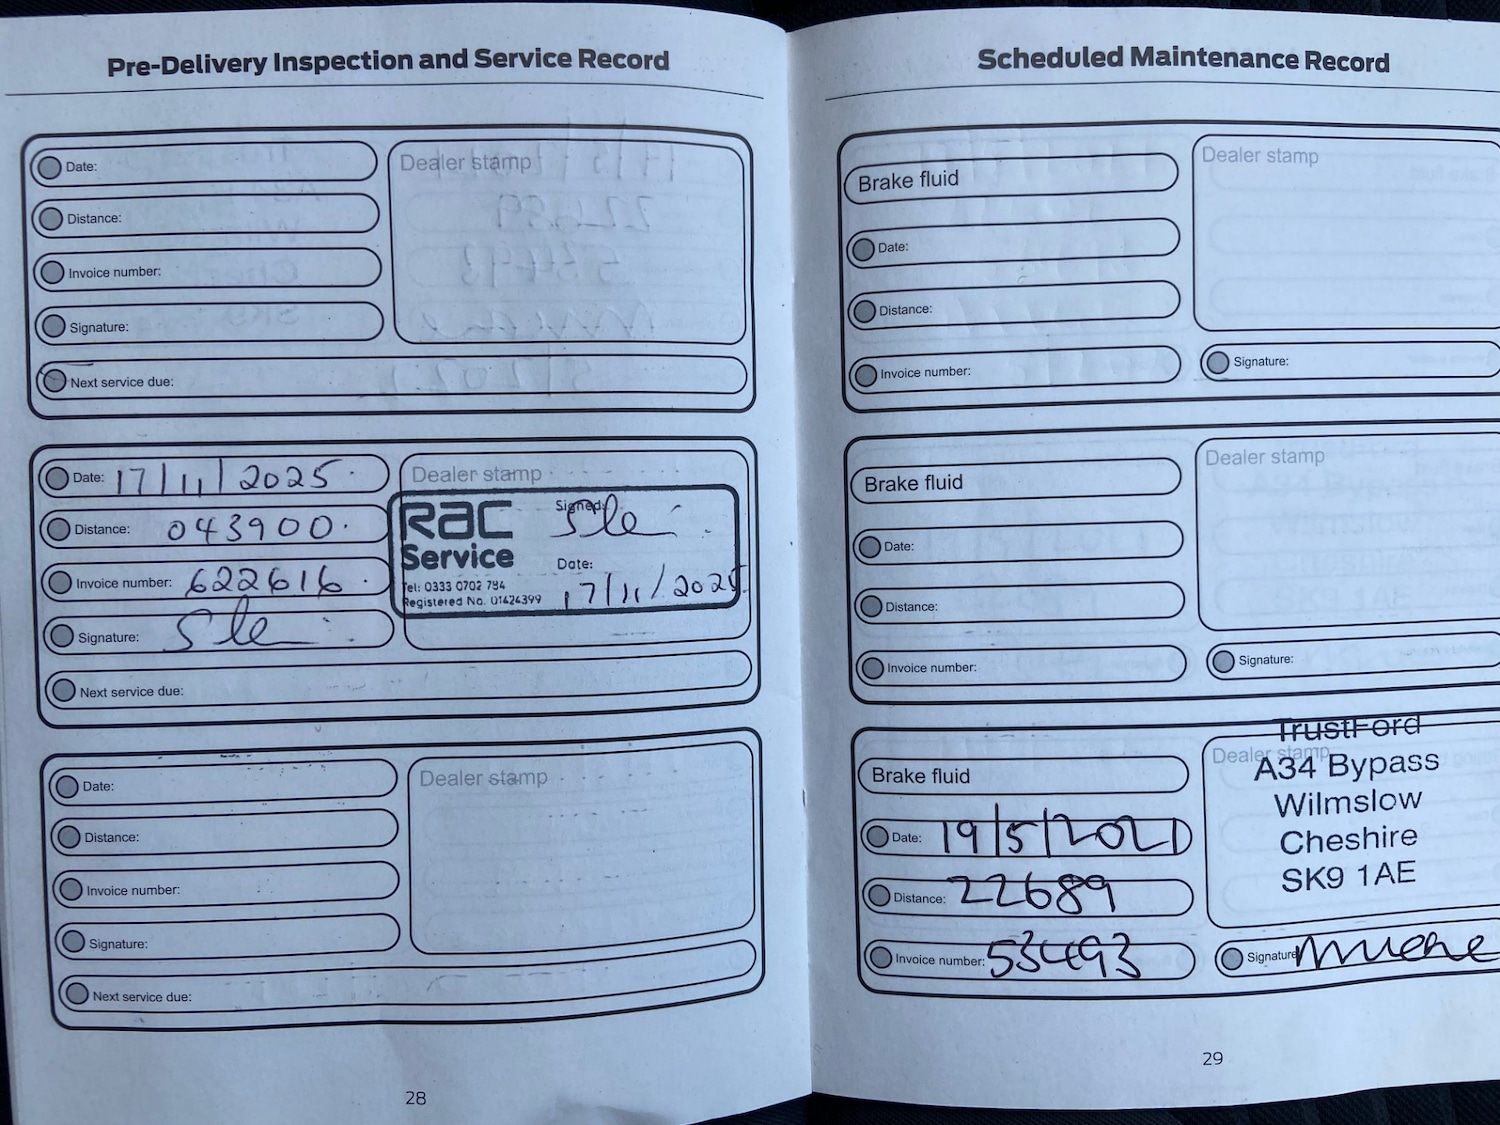 Pre-Delivery Inspection and Service Record
Date:
Distance:
Invoice number:
Signature:
Dealer stamp
Next service due:
Date: 17/11/2025.
Distance: 043900.
Invoice number: 622616.
Signature:
Dealer stamp
RAC
Service
Tel: 0333 0702 784
Registered No. 01424399
Signed:
Date:
17/11/2025
Next service due:
Date:
Distance:
Invoice number:
Signature:
Dealer stamp
Next service due:
28
Scheduled Maintenance Record
Brake fluid
Date:
Distance:
Invoice number:
Dealer stamp
Signature:
Brake fluid
Date:
Distance:
Invoice number:
Dealer stamp
Signature:
Brake fluid
Date: 19/5/2021
Distance: 22689
Invoice number: 53493
Dealer stamp
TrustFord
A34 Bypass
Wilmslow
Cheshire
SK9 1AE
Signature
29